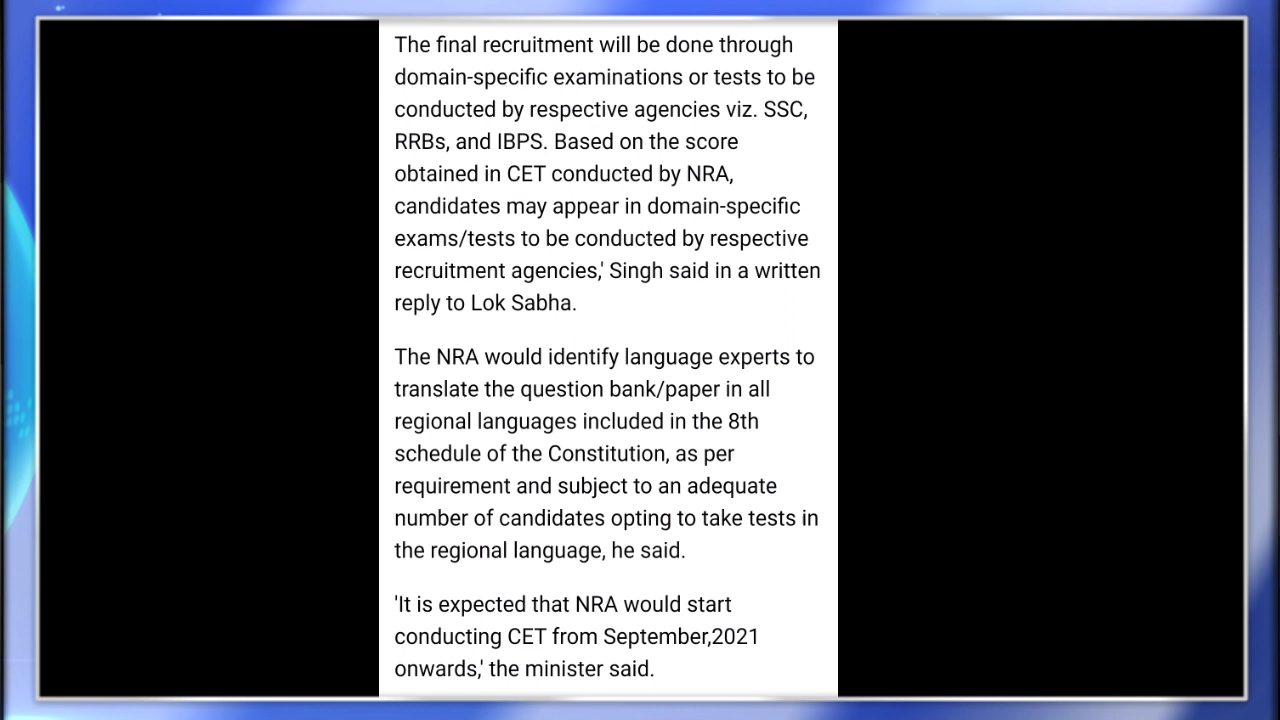 The final recruitment will be done through
domain-specific examinations or tests to be
conducted by respective agencies viz. SSC,
RRBs, and IBPS. Based on the score
obtained in CET conducted by NRA,
candidates may appear in domain-specific
exams/tests to be conducted by respective
recruitment agencies,' Singh said in a written
reply to Lok Sabha.
The NRA would identify language experts to
translate the question bank/paper in all
regional languages included in the 8th
schedule of the Constitution, as per
requirement and subject to an adequate
number of candidates opting to take tests in
the regional language, he said.
'It is expected that NRA would start
conducting CET from September,2021
onwards,' the minister said.